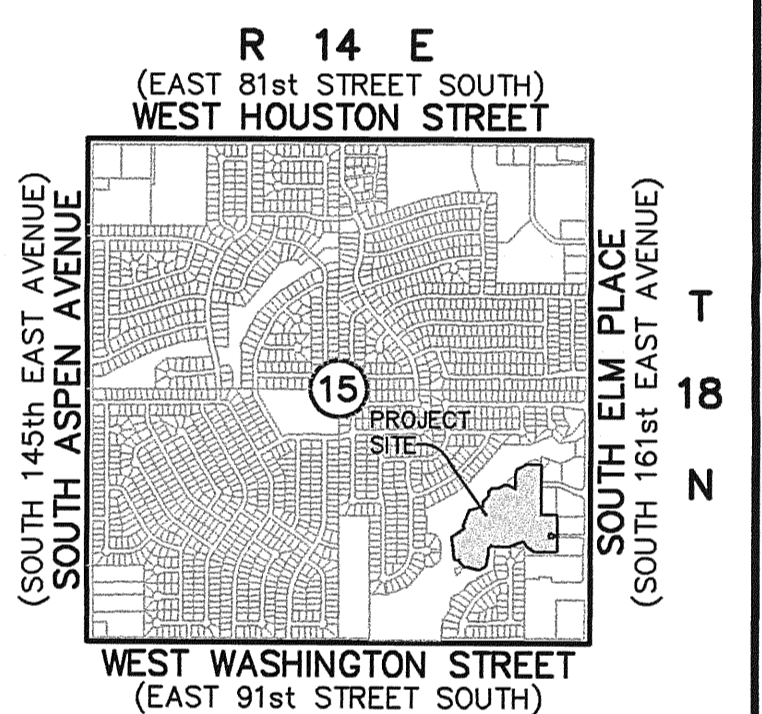 R 14 E
(EAST 81st STREET SOUTH)
WEST HOUSTON STREET
(SOUTH 145th EAST AVENUE)
SOUTH ASPEN AVENUE
15
PROJECT
SITE
SOUTH ELM PLACE
(SOUTH 161st EAST AVENUE)
T
18
N
WEST WASHINGTON STREET
(EAST 91st STREET SOUTH)